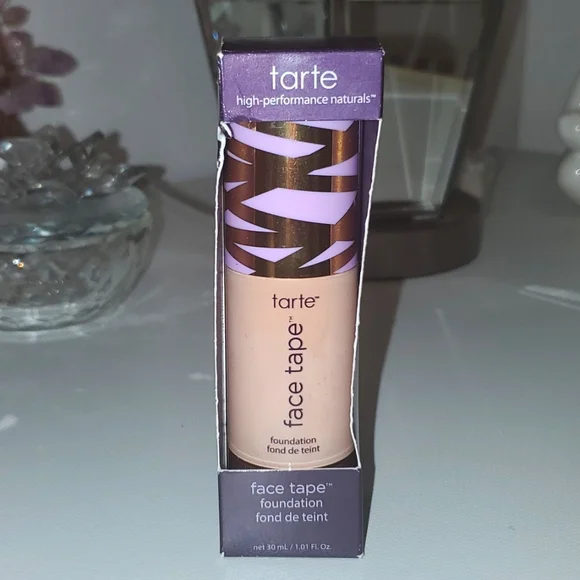 tarte
high-performance naturals™
tarte™
face tape™
foundation
fond de teint
face tape™
foundation
fond de teint
net 30 mL / 1.01 Fl. Oz.